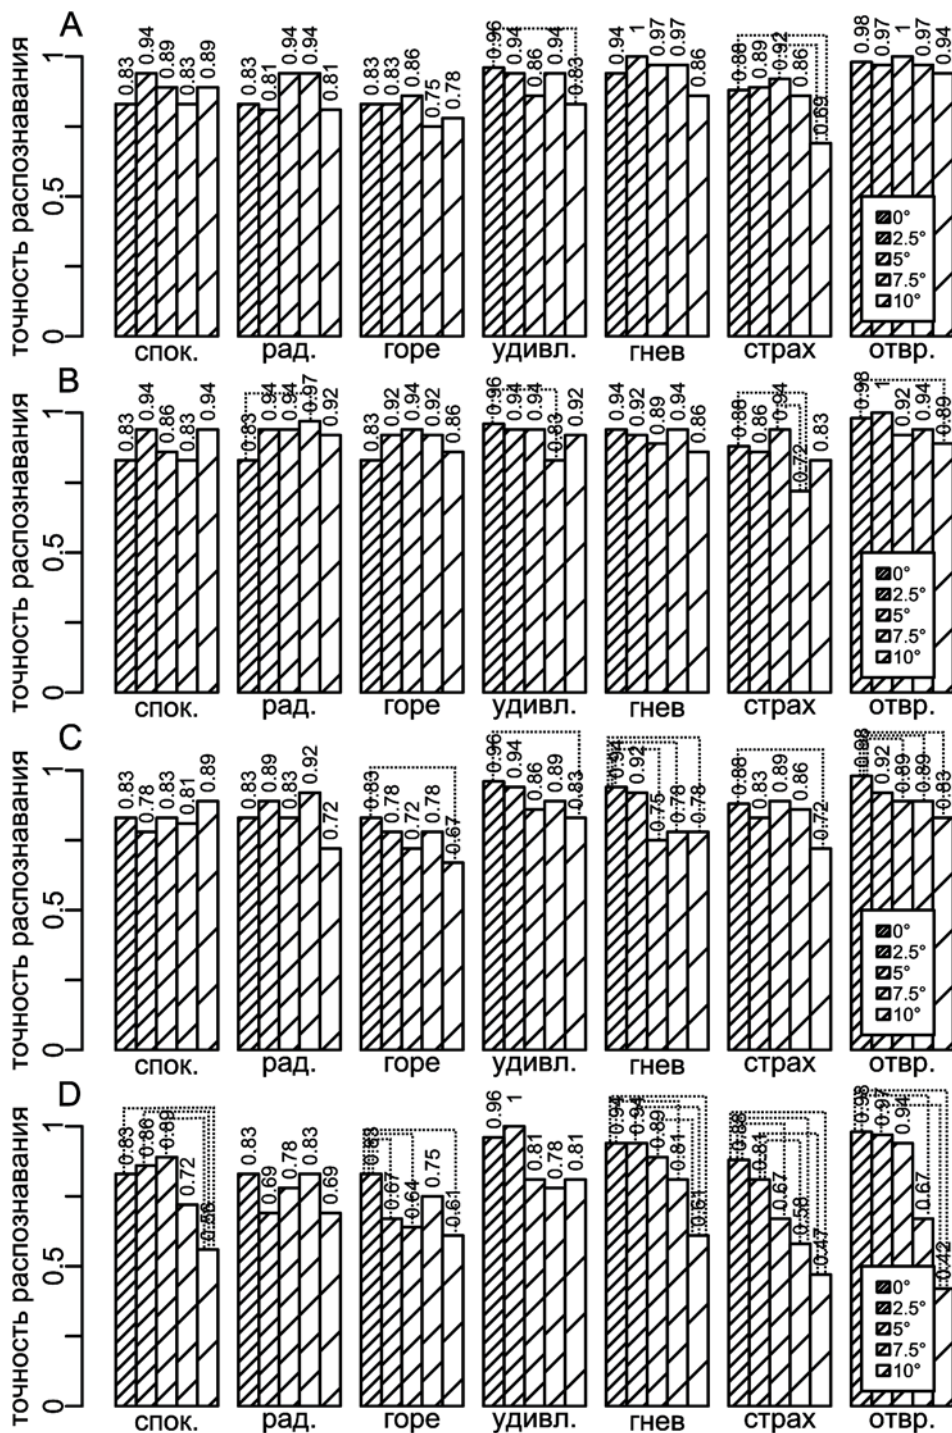 A
точность распознавания
0
0.5
1
0.83 0.94 0.89 0.83 0.89
0.83 0.81 0.94 0.94 0.81
0.83 0.83 0.86 0.75 0.78
0.96 0.94 0.86 0.94 0.83
0.94 1 0.97 0.97 0.86
0.88 0.89 0.92 0.86 0.69
0.98 0.97 1 0.97 0.94
0°
2.5°
5°
7.5°
10°
спок. рад. горе удивл. гнев страх отвр.
B
точность распознавания
0
0.5
1
0.83 0.94 0.86 0.83 0.94
0.83 0.94 0.94 0.97 0.92
0.83 0.92 0.94 0.92 0.86
0.96 0.94 0.94 0.83 0.92
0.94 0.92 0.89 0.94 0.86
0.88 0.86 0.94 0.72 0.83
0.98 1 0.92 0.94 0.89
0°
2.5°
5°
7.5°
10°
спок. рад. горе удивл. гнев страх отвр.
C
точность распознавания
0
0.5
1
0.83 0.78 0.83 0.81 0.89
0.83 0.89 0.83 0.92 0.72
0.83 0.78 0.72 0.78 0.67
0.96 0.94 0.86 0.89 0.83
0.94 0.92 0.75 0.78 0.78
0.88 0.83 0.89 0.86 0.72
0.98 0.92 0.89 0.89 0.83
0°
2.5°
5°
7.5°
10°
спок. рад. горе удивл. гнев страх отвр.
D
точность распознавания
0
0.5
1
0.83 0.86 0.89 0.72 0.56
0.83 0.69 0.78 0.83 0.69
0.83 0.67 0.64 0.75 0.61
0.96 1 0.81 0.78 0.81
0.94 0.94 0.89 0.81 0.61
0.88 0.81 0.67 0.58 0.47
0.98 0.97 0.94 0.67 0.42
0°
2.5°
5°
7.5°
10°
спок. рад. горе удивл. гнев страх отвр.